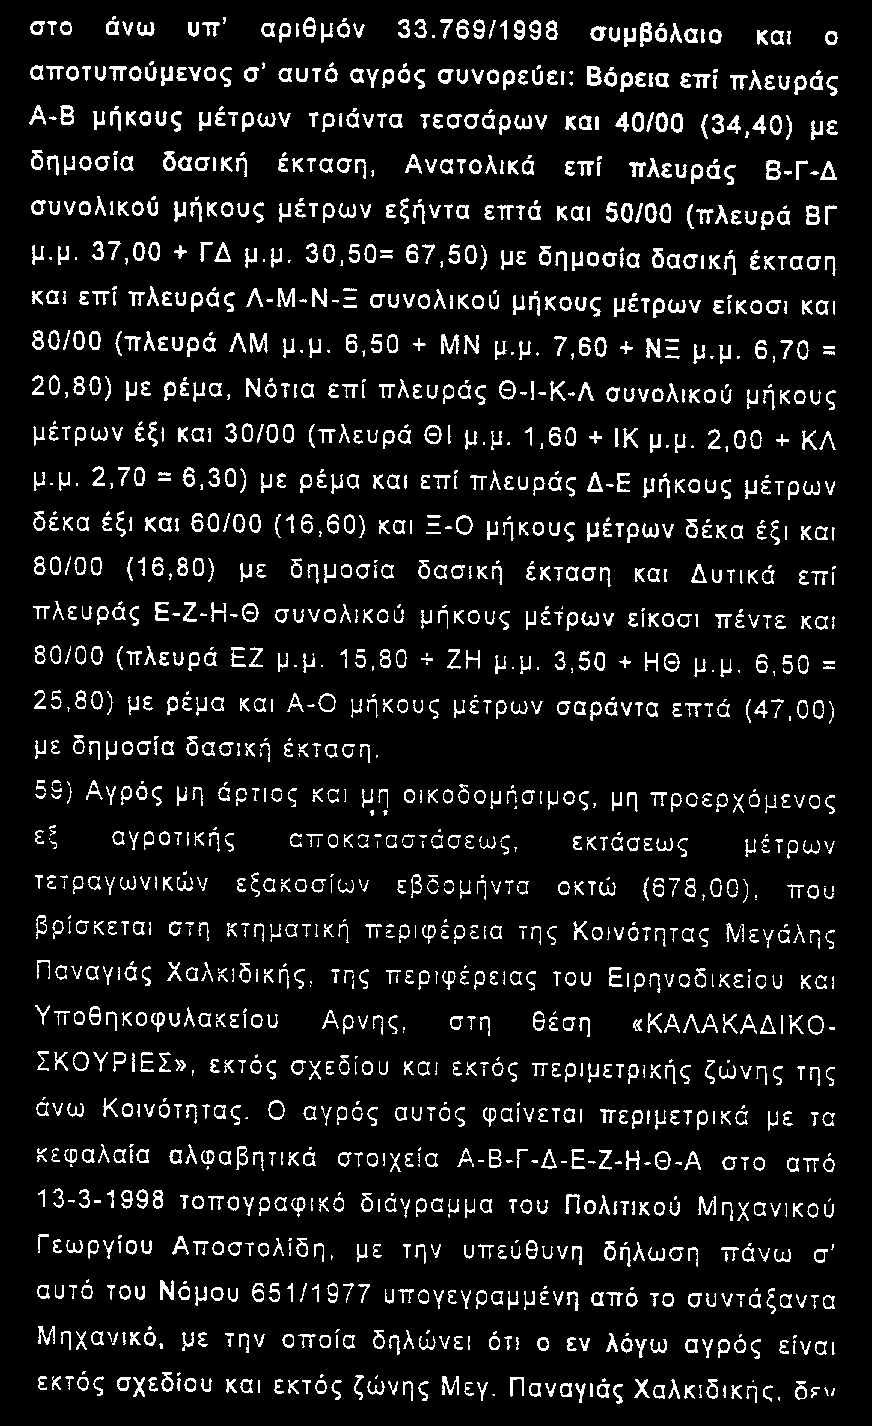 στο άνω υπ' αριθμόν 33.769/1998 συμβόλαιο και ο
αποτυπούμενος σ' αυτό αγρός συνορεύει: Βόρεια επί πλευράς
Α-Β μήκους μέτρων τριάντα τεσσάρων και 40/00 (34,40) με
δημοσία δασική έκταση, Ανατολικά επί πλευράς Β-Γ-Δ
συνολικού μήκους μέτρων εξήντα επτά και 50/00 (πλευρά ΒΓ
μ.μ. 37,00 + ΓΔ μ.μ. 30,50= 67,50) με δημοσία δασική έκταση
και επί πλευράς Λ-Μ-Ν-Ξ συνολικού μήκους μέτρων είκοσι και
80/00 (πλευρά ΛΜ μ.μ. 6,50 + ΜΝ μ.μ. 7,60 + ΝΞ μ.μ. 6,70 =
20,80) με ρέμα, Νότια επί πλευράς Θ-Ι-Κ-Λ συνολικού μήκους
μέτρων έξι και 30/00 (πλευρά ΘΙ μ.μ. 1,60 + ΙΚ μ.μ. 2,00 + ΚΛ
μ.μ. 2,70 = 6,30) με ρέμα και επί πλευράς Δ-Ε μήκους μέτρων
δέκα έξι και 60/00 (16,60) και Ξ-Ο μήκους μέτρων δέκα έξι και
80/00 (16,80) με δημοσία δασική έκταση και Δυτικά επί
πλευράς Ε-Ζ-Η-Θ συνολικού μήκους μέτρων είκοσι πέντε και
80/00 (πλευρά ΕΖ μ.μ. 15,80 + ΖΗ μ.μ. 3,50 + ΗΘ μ.μ. 6,50 =
25,80) με ρέμα και Α-Ο μήκους μέτρων σαράντα επτά (47,00)
με δημοσία δασική έκταση.
59) Αγρός μη άρτιος και μη οικοδομήσιμος, μη προερχόμενος
εξ αγροτικής αποκαταστάσεως, εκτάσεως μέτρων
τετραγωνικών εξακοσίων εβδομήντα οκτώ (678,00), που
βρίσκεται στη κτηματική περιφέρεια της Κοινότητας Μεγάλης
Παναγιάς Χαλκιδικής, της περιφέρειας του Ειρηνοδικείου και
Υποθηκοφυλακείου Αρνης, στη θέση «ΚΑΛΑΚΑΔΙΚΟ-
ΣΚΟΥΡΙΕΣ», εκτός σχεδίου και εκτός περιμετρικής ζώνης της
άνω Κοινότητας. Ο αγρός αυτός φαίνεται περιμετρικά με τα
κεφαλαία αλφαβητικά στοιχεία Α-Β-Γ-Δ-Ε-Ζ-Η-Θ-Α στο από
13-3-1998 τοπογραφικό διάγραμμα του Πολιτικού Μηχανικού
Γεωργίου Αποστολίδη, με την υπεύθυνη δήλωση πάνω σ'
αυτό του Νόμου 651/1977 υπογεγραμμένη από το συντάξαντα
Μηχανικό, με την οποία δηλώνει ότι ο εν λόγω αγρός είναι
εκτός σχεδίου και εκτός ζώνης Μεγ. Παναγιάς Χαλκιδικής, δεν